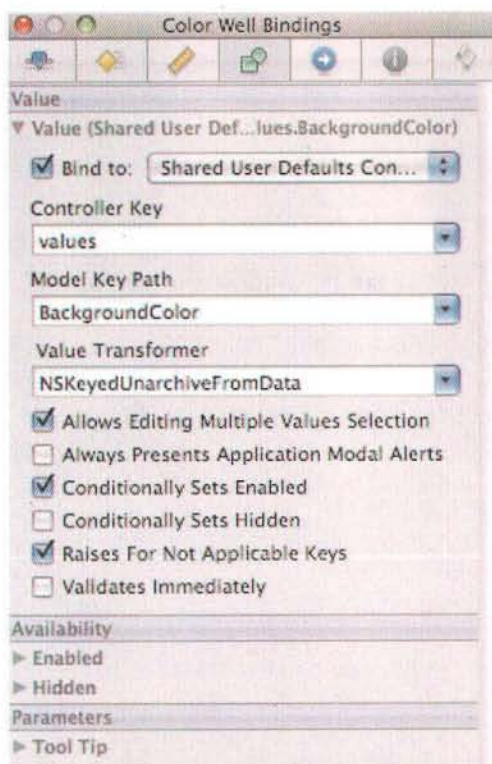 Color Well Bindings
Value
Value (Shared User Def...lues.BackgroundColor)
Bind to: Shared User Defaults Con...
Controller Key
values
Model Key Path
BackgroundColor
Value Transformer
NSKeyedUnarchiveFromData
Allows Editing Multiple Values Selection
Always Presents Application Modal Alerts
Conditionally Sets Enabled
Conditionally Sets Hidden
Raises For Not Applicable Keys
Validates Immediately
Availability
Enabled
Hidden
Parameters
Tool Tip